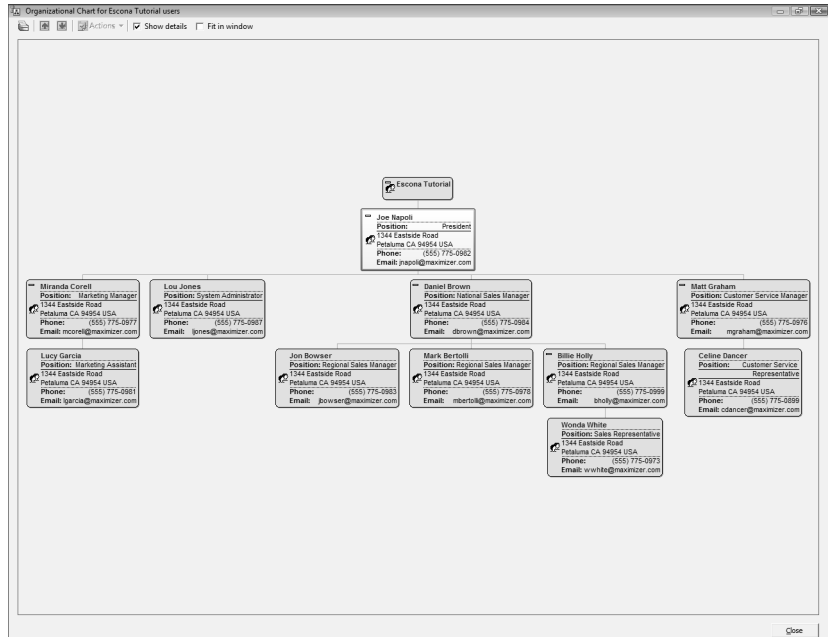 Organizational Chart for Escona Tutorial users
Actions Show details Fit in window
Escona Tutorial
Joe Napoli
Position: President
1344 Eastside Road
Petaluma CA 94954 USA
Phone: (555) 775-0982
Email: jnapoli@maximizer.com
Miranda Corell
Position: Marketing Manager
1344 Eastside Road
Petaluma CA 94954 USA
Phone: (555) 775-0977
Email: mcorell@maximizer.com
Lou Jones
Position: System Administrator
1344 Eastside Road
Petaluma CA 94954 USA
Phone: (555) 775-0987
Email: ljones@maximizer.com
Daniel Brown
Position: National Sales Manager
1344 Eastside Road
Petaluma CA 94954 USA
Phone: (555) 775-0984
Email: dbrown@maximizer.com
Matt Graham
Position: Customer Service Manager
1344 Eastside Road
Petaluma CA 94954 USA
Phone: (555) 775-0976
Email: mgraham@maximizer.com
Lucy Garcia
Position: Marketing Assistant
1344 Eastside Road
Petaluma CA 94954 USA
Phone: (555) 775-0981
Email: lgarcia@maximizer.com
Jon Bowser
Position: Regional Sales Manager
1344 Eastside Road
Petaluma CA 94954 USA
Phone: (555) 775-0983
Email: jbowser@maximizer.com
Mark Bertolli
Position: Regional Sales Manager
1344 Eastside Road
Petaluma CA 94954 USA
Phone: (555) 775-0978
Email: mbertolli@maximizer.com
Billie Holly
Position: Regional Sales Manager
1344 Eastside Road
Petaluma CA 94954 USA
Phone: (555) 775-0999
Email: bholly@maximizer.com
Celine Dancer
Position: Customer Service
Representative
1344 Eastside Road
Petaluma CA 94954 USA
Phone: (555) 775-0899
Email: cdancer@maximizer.com
Wonda White
Position: Sales Representative
1344 Eastside Road
Petaluma CA 94954 USA
Phone: (555) 775-0973
Email: wwhite@maximizer.com
Close